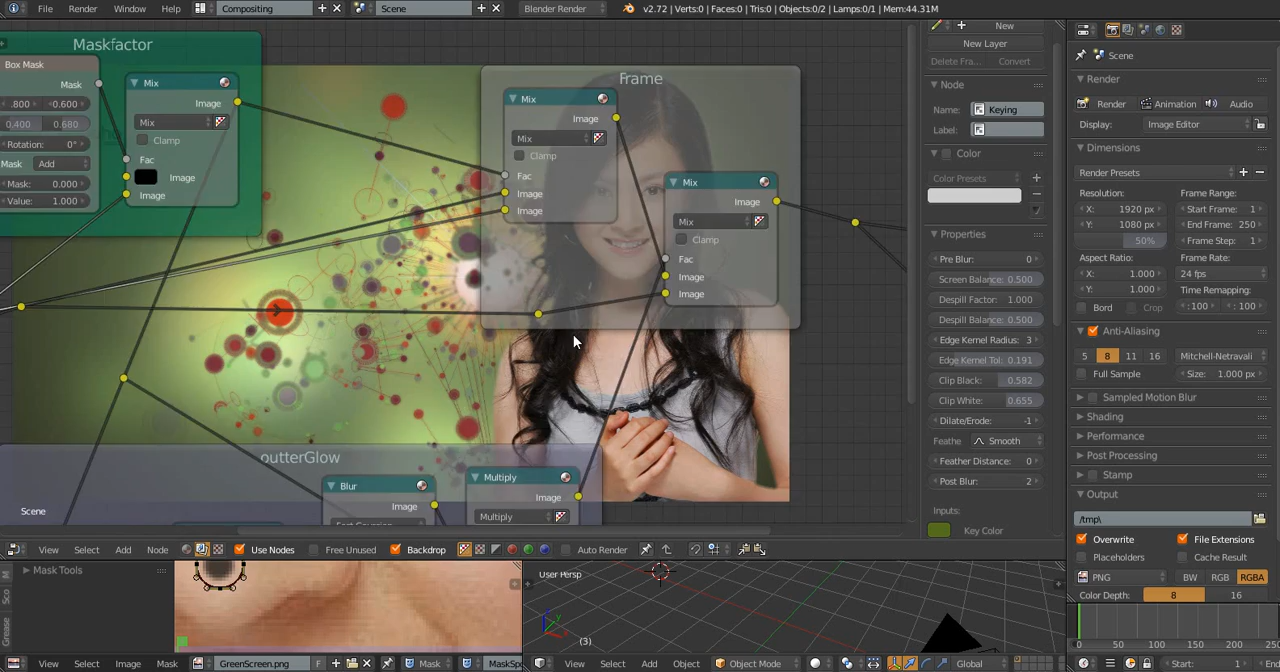 File Render Window Help Compositing Scene Blender Render v2.72 | Verts:0 | Faces:0 | Tris:0 | Objects:0/2 | Lamps:0/1 | Mem:44.31M
Maskfactor
Box Mask
Mask
.800 0.600
0.400 0.680
Rotation: 0°
Mask Add
Mask: 0.000
Value: 1.000
Mix
Image
Mix
Clamp
Fac
Image
Image
Frame
Mix
Image
Mix
Clamp
Fac
Image
Image
Mix
Image
Mix
Clamp
Fac
Image
Image
outterGlow
Blur
Image
Multiply
Image
Multiply
Scene
New
New Layer
Delete Fra... Convert
Node
Name: Keying
Label:
Color
Color Presets
Properties
Pre Blur: 0
Screen Balance: 0.500
Despill Factor: 1.000
Despill Balance: 0.500
Edge Kernel Radius: 3
Edge Kernel Tol: 0.191
Clip Black: 0.582
Clip White: 0.655
Dilate/Erode: -1
Feathe Smooth
Feather Distance: 0
Post Blur: 2
Inputs:
Key Color
Scene
Render
Render Animation Audio
Display: Image Editor
Dimensions
Render Presets
Resolution: Frame Range:
X: 1920 px Start Frame: 1
Y: 1080 px End Frame: 250
50% Frame Step: 1
Aspect Ratio: Frame Rate:
X: 1.000 24 fps
Y: 1.000 Time Remapping:
Bord Crop :100 : 100
Anti-Aliasing
5 8 11 16 Mitchell-Netravali
Full Sample Size: 1.000 px
Sampled Motion Blur
Shading
Performance
Post Processing
Stamp
Output
/tmp\
Overwrite File Extensions
Placeholders Cache Result
PNG BW RGB RGBA
Color Depth: 8 16
View Select Add Node Use Nodes Free Unused Backdrop Auto Render
Mask Tools
M
Sco
Grease
User Persp
(3)
0 50 100 150 200 250
View Select Image Mask GreenScreen.png F Mask MaskSp
View Select Add Object Object Mode Global
Start: 1